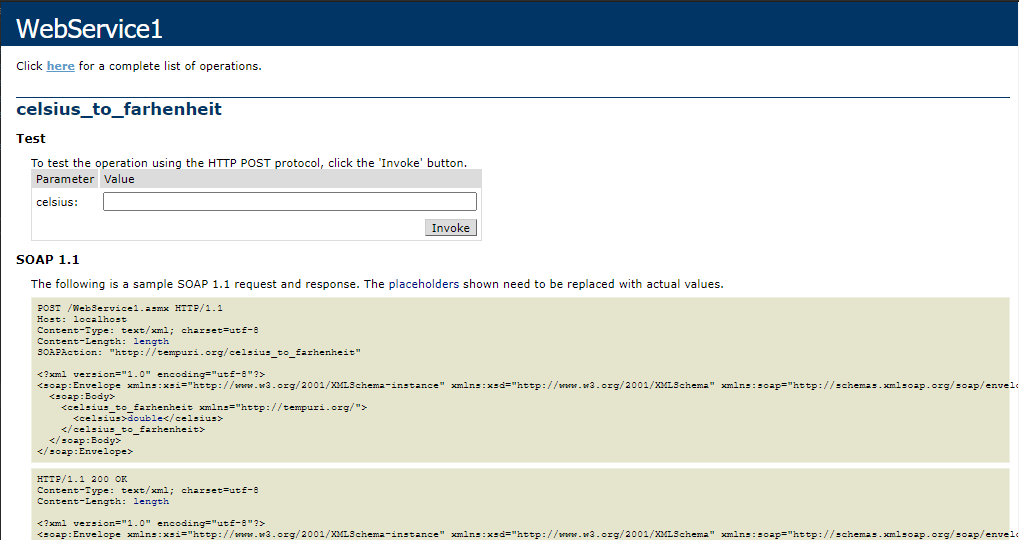 WebService1
Click here for a complete list of operations.
celsius_to_farhenheit
Test
To test the operation using the HTTP POST protocol, click the 'Invoke' button.
Parameter Value
celsius:
Invoke
SOAP 1.1
The following is a sample SOAP 1.1 request and response. The placeholders shown need to be replaced with actual values.
POST /WebService1.asmx HTTP/1.1
Host: localhost
Content-Type: text/xml; charset=utf-8
Content-Length: length
SOAPAction: "http://tempuri.org/celsius_to_farhenheit"
<?xml version="1.0" encoding="utf-8"?>
<soap:Envelope xmlns:xsi="http://www.w3.org/2001/XMLSchema-instance" xmlns:xsd="http://www.w3.org/2001/XMLSchema" xmlns:soap="http://schemas.xmlsoap.org/soap/envelo
<soap:Body>
<celsius_to_farhenheit xmlns="http://tempuri.org/">
<celsius>double</celsius>
</celsius_to_farhenheit>
</soap:Body>
</soap:Envelope>
HTTP/1.1 200 OK
Content-Type: text/xml; charset=utf-8
Content-Length: length
<?xml version="1.0" encoding="utf-8"?>
<soap:Envelope xmlns:xsi="http://www.w3.org/2001/XMLSchema-instance" xmlns:xsd="http://www.w3.org/2001/XMLSchema" xmlns:soap="http://schemas.xmlsoap.org/soap/envelo